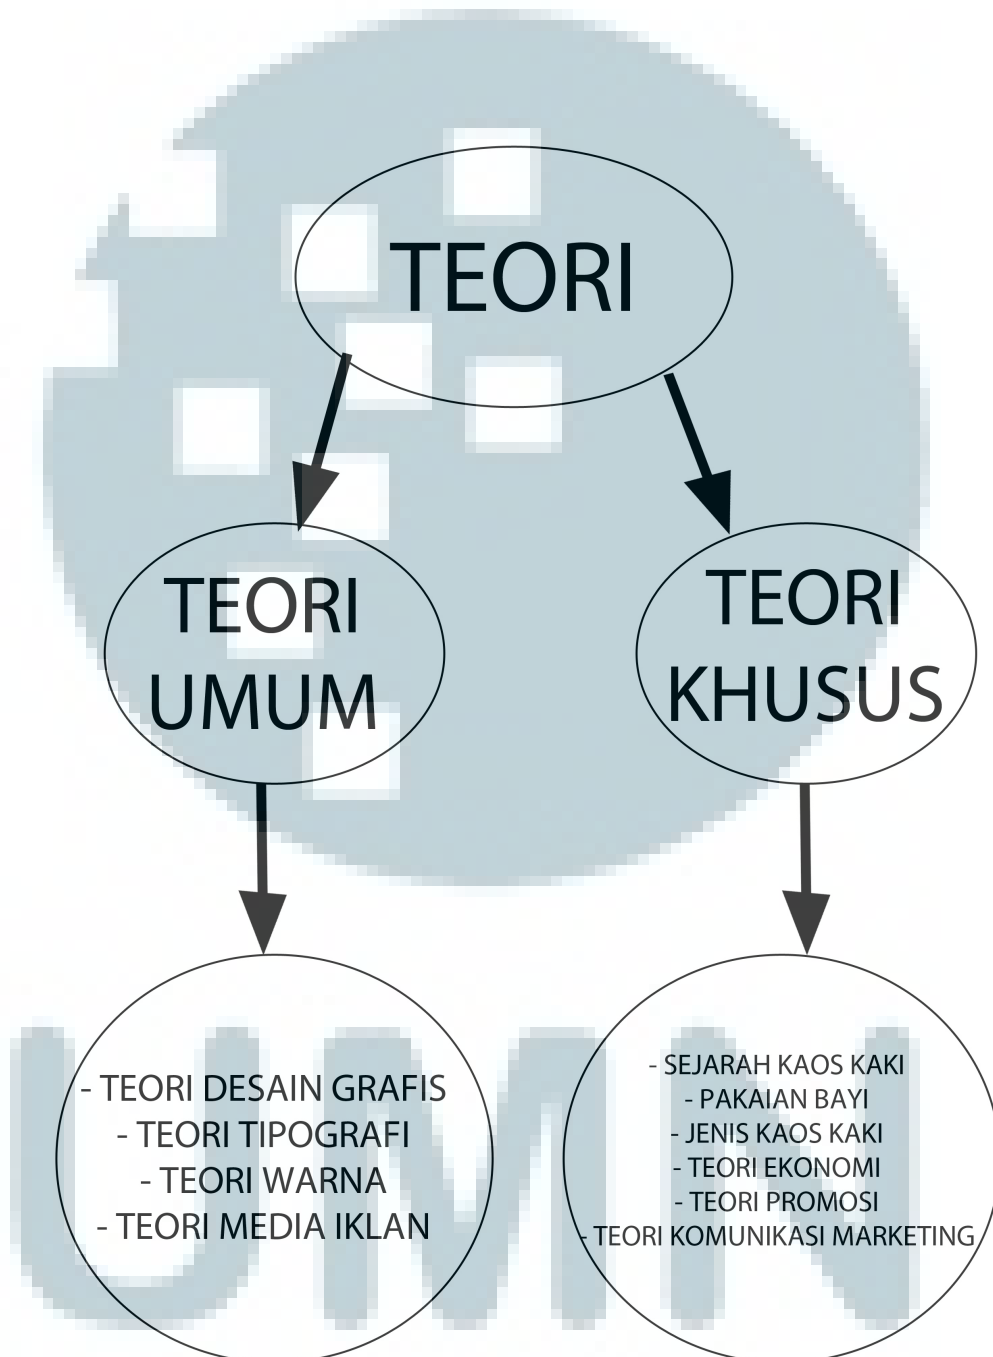 TEORI
TEORI
UMUM
TEORI
KHUSUS
- TEORI DESAIN GRAFIS
- TEORI TIPOGRAFI
- TEORI WARNA
- TEORI MEDIA IKLAN
- SEJARAH KAOS KAKI
- PAKAIAN BAYI
- JENIS KAOS KAKI
- TEORI EKONOMI
- TEORI PROMOSI
- TEORI KOMUNIKASI MARKETING
UMN